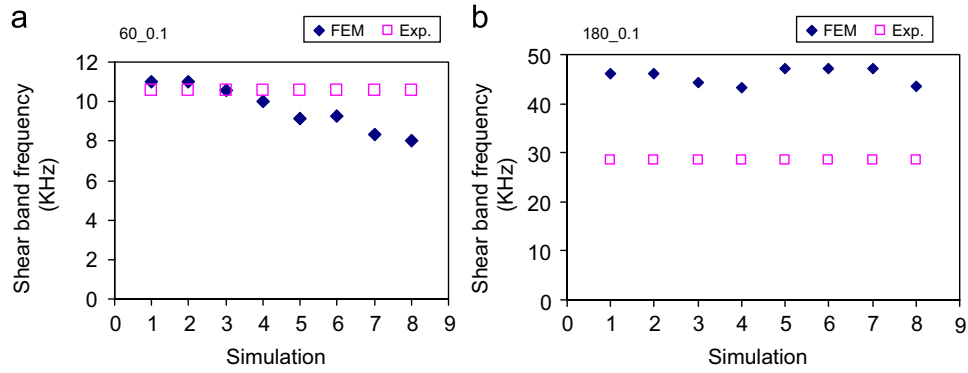 a
60_0.1
FEM Exp.
12
10
8
6
4
2
0
0 1 2 3 4 5 6 7 8 9
Shear band frequency
(KHz)
Simulation
b
180_0.1
FEM Exp.
50
40
30
20
10
0
0 1 2 3 4 5 6 7 8 9
Shear band frequency
(KHz)
Simulation